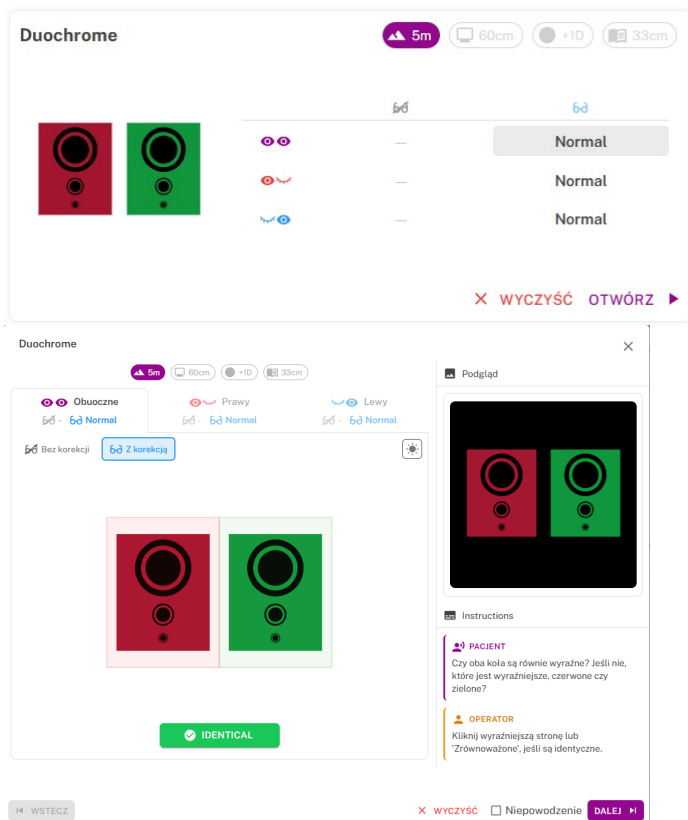 Duochrome
5m
60cm
+1D
33cm
— Normal
— Normal
— Normal
WYCZYŚĆ OTWÓRZ
Duochrome
5m
60cm
+1D
33cm
Obuoczne
- Normal
Prawy
- Normal
Lewy
- Normal
Bez korekcji
Z korekcją
IDENTICAL
Podgląd
Instructions
PACJENT
Czy oba koła są równie wyraźne? Jeśli nie,
które jest wyraźniejsze, czerwone czy
zielone?
OPERATOR
Kliknij wyraźniejszą stronę lub
'Zrównoważone', jeśli są identyczne.
WSTECZ
WYCZYŚĆ
Niepowodzenie
DALEJ